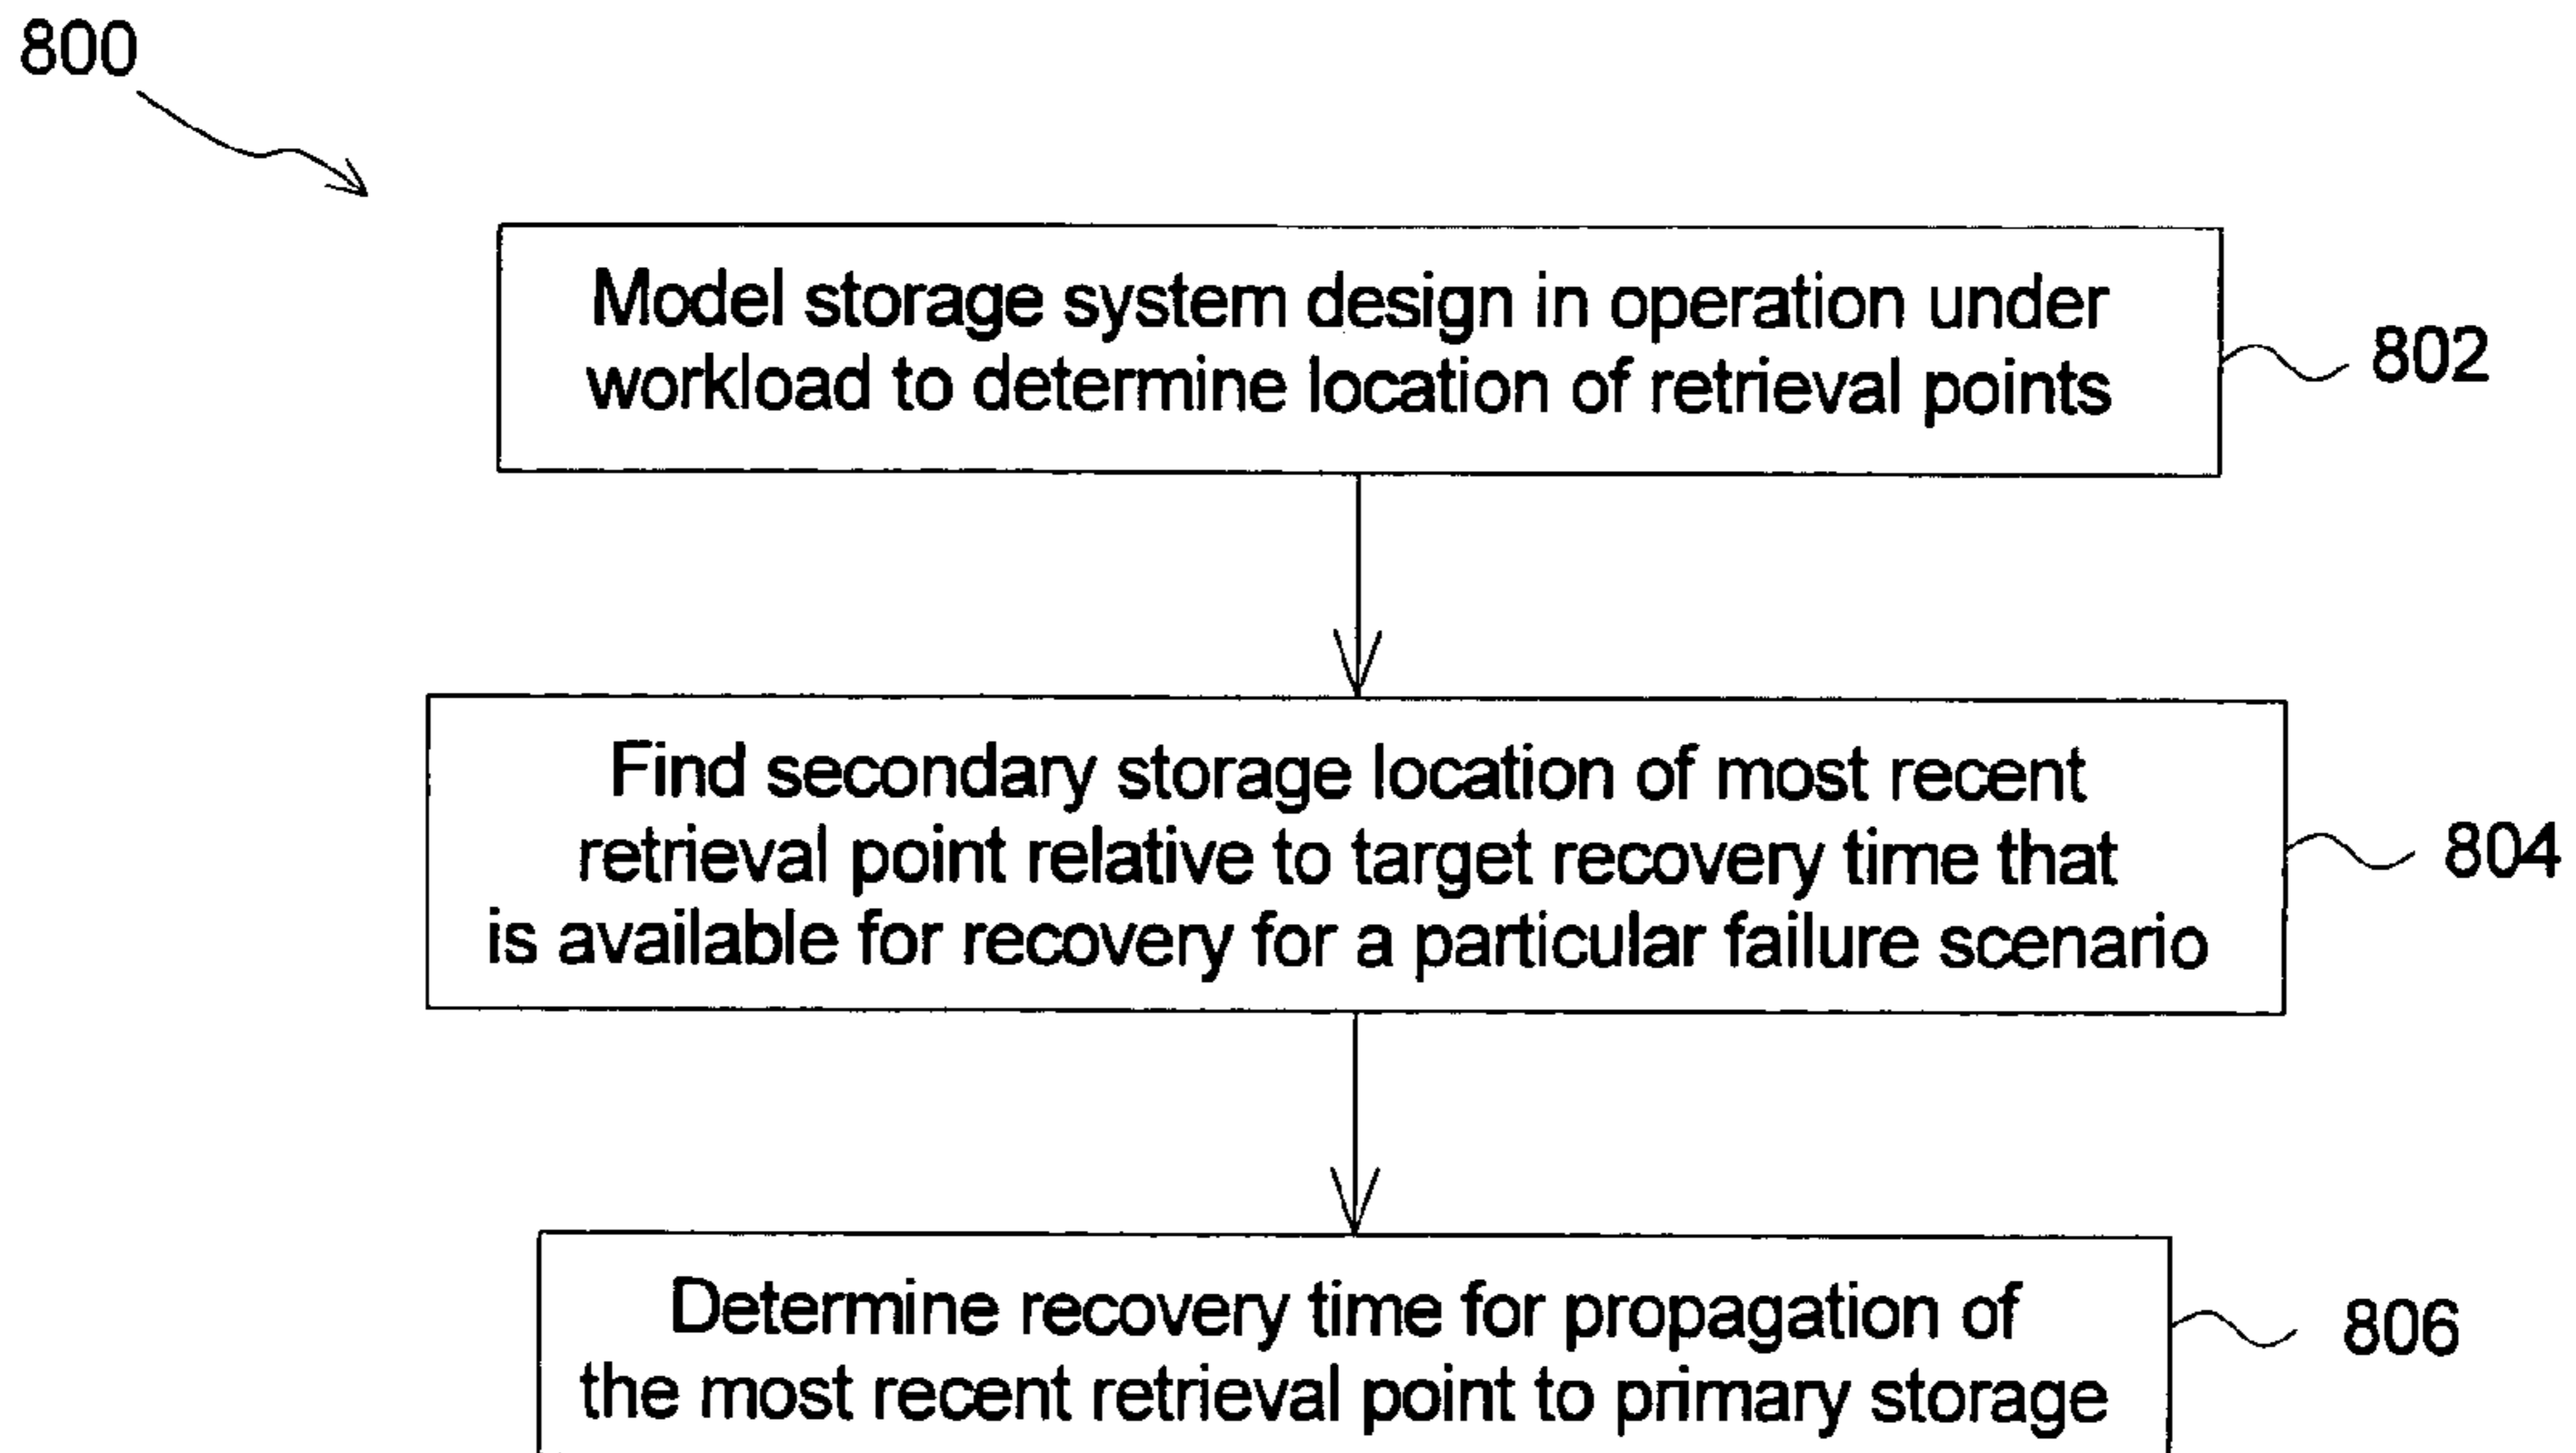 800
Model storage system design in operation under
workload to determine location of retrieval points
802
Find secondary storage location of most recent
retrieval point relative to target recovery time that
is available for recovery for a particular failure scenario
804
Determine recovery time for propagation of
the most recent retrieval point to primary storage
806